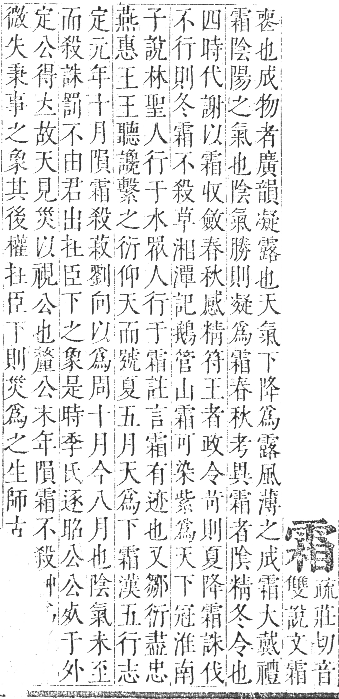 霜
疏莊切音
雙說文霜
喪也成物者廣韻凝露也天氣下降爲露風薄之成霜大戴禮
霜陰陽之氣也陰氣勝則凝爲霜春秋考異霜者陰精冬令也
四時代謝以霜收斂春秋感精符王者政令苛則夏降霜誅伐
不行則冬霜不殺草湘潭記鵝管山霜可染紫爲天下冠淮南
子說林聖人行于水眾人行于霜註言霜有迹也又鄒衍盡忠
燕惠王王聽讒繫之衍仰天而號夏五月天爲下霜漢五行志
定元年十月隕霜殺菽劉向以爲周十月今八月也陰氣未至
而殺誅罰不由君出在臣下之象是時季氏逐昭公公死于外
定公得立故天見災以視公也釐公末年隕霜不殺
微失秉事之象其後權在臣下則災爲之生師古